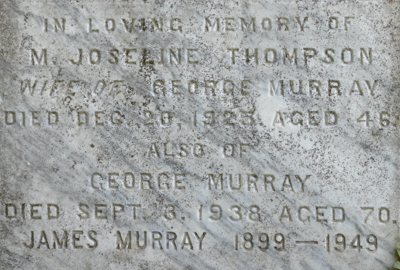 IN LOVING MEMORY OF
M. JOSELINE THOMPSON
WIFE OF GEORGE MURRAY
DIED DEC. 20, 1923 AGED 46
ALSO OF
GEORGE MURRAY
DIED SEPT. 3, 1938 AGED 70.
JAMES MURRAY 1899 — 1949